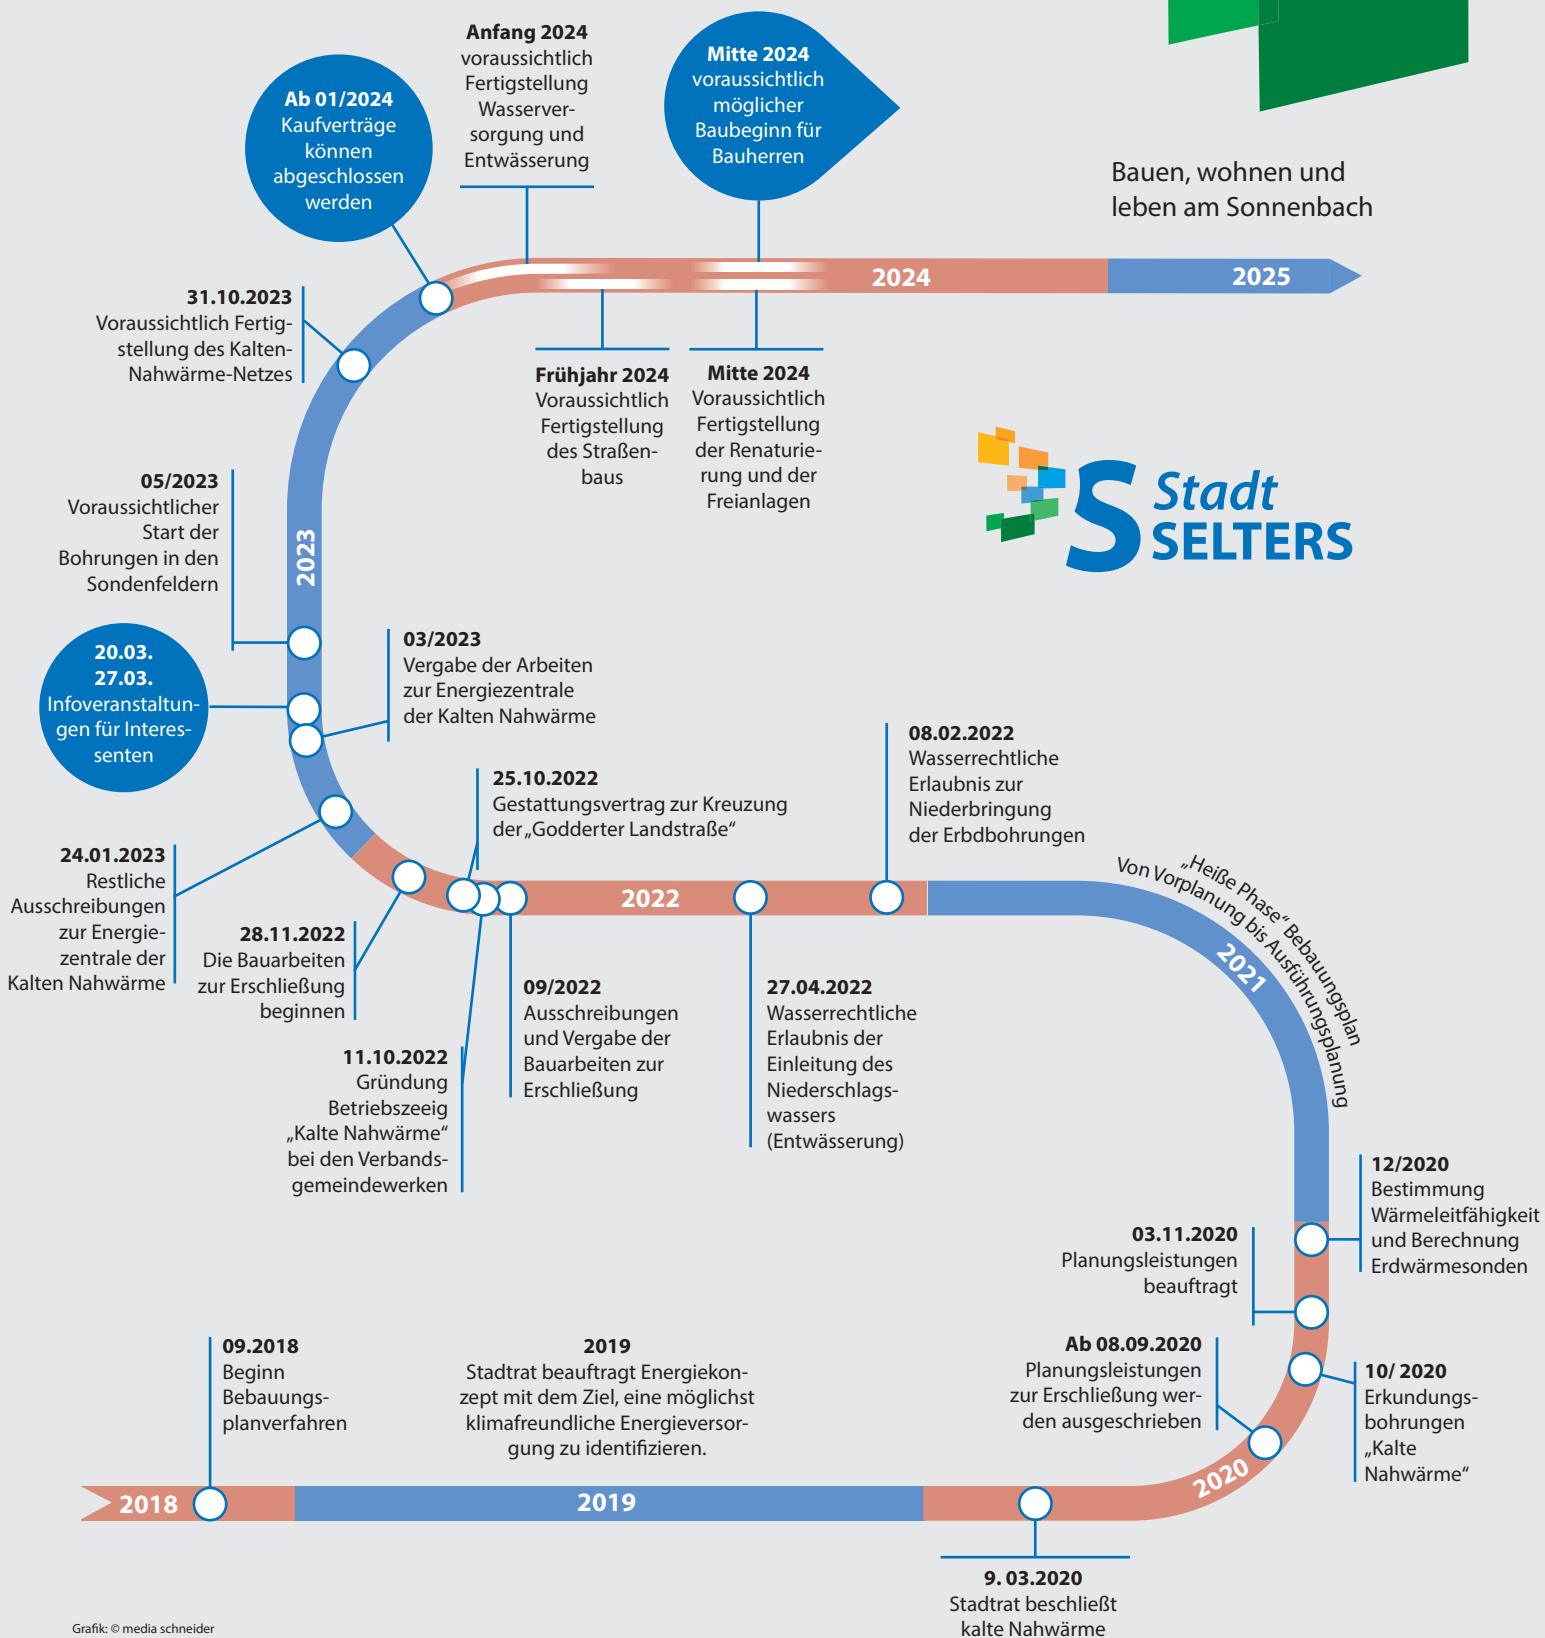 Anfang 2024
voraussichtlich
Fertigstellung
Wasserver-
sorgung und
Entwässerung
Mitte 2024
voraussichtlich
möglicher
Baubeginn für
Bauherren
Ab 01/2024
Kaufverträge
können
abgeschlossen
werden
Bauen, wohnen und
leben am Sonnenbach
2024
2025
31.10.2023
Voraussichtlich Fertig-
stellung des Kalten-
Nahwärme-Netzes
Frühjahr 2024
Voraussichtlich
Fertigstellung
des Straßen-
baus
Mitte 2024
Voraussichtlich
Fertigstellung
der Renaturie-
rung und der
Freianlagen
Stadt
SELTERS
05/2023
Voraussichtlicher
Start der
Bohrungen in den
Sondenfeldern
2023
20.03.
27.03.
Infoveranstaltun-
gen für Interes-
senten
03/2023
Vergabe der Arbeiten
zur Energiezentrale
der Kalten Nahwärme
25.10.2022
Gestattungsvertrag zur Kreuzung
der „Godderter Landstraße“
08.02.2022
Wasserrechtliche
Erlaubnis zur
Niederbringung
der Erbdbohrungen
24.01.2023
Restliche
Ausschreibungen
zur Energie-
zentrale der
Kalten Nahwärme
2022
„Heiße Phase“ Bebauungsplan
Von Vorplanung bis Ausführungsplanung
2021
28.11.2022
Die Bauarbeiten
zur Erschließung
beginnen
11.10.2022
Gründung
Betriebszeeig
„Kalte Nahwärme“
bei den Verbands-
gemeindewerken
09/2022
Ausschreibungen
und Vergabe der
Bauarbeiten zur
Erschließung
27.04.2022
Wasserrechtliche
Erlaubnis der
Einleitung des
Niederschlags-
wassers
(Entwässerung)
12/2020
Bestimmung
Wärmeleitfähigkeit
und Berechnung
Erdwärmesonden
03.11.2020
Planungsleistungen
beauftragt
09.2018
Beginn
Bebauungs-
planverfahren
2019
Stadtrat beauftragt Energiekon-
zept mit dem Ziel, eine möglichst
klimafreundliche Energieversor-
gung zu identifizieren.
Ab 08.09.2020
Planungsleistungen
zur Erschließung wer-
den ausgeschrieben
10/ 2020
Erkundungs-
bohrungen
„Kalte
Nahwärme“
2018
2019
2020
9. 03.2020
Stadtrat beschließt
kalte Nahwärme
Grafik: © media schneider